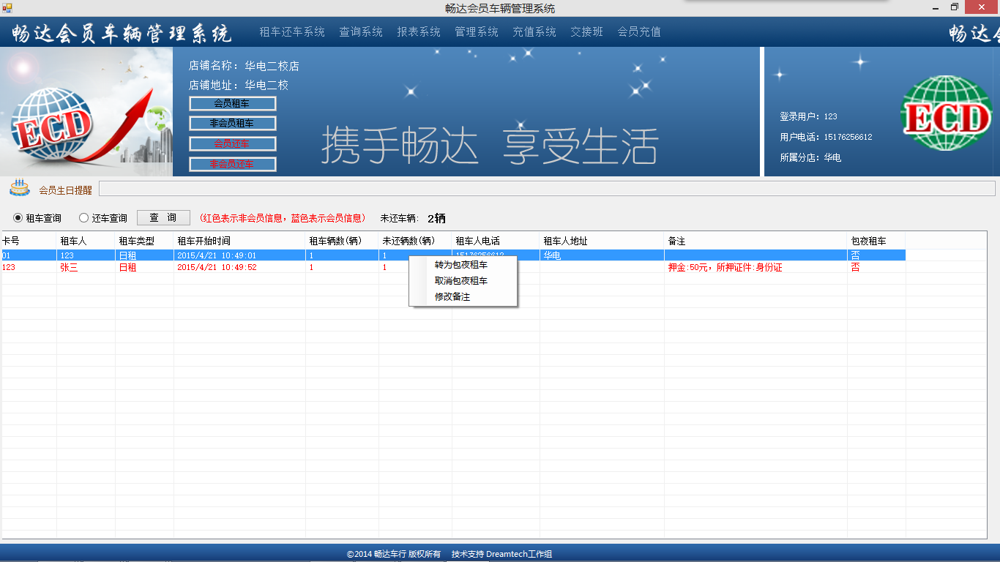 畅达会员车辆管理系统
畅达会员车辆管理系统 租车还车系统 查询系统 报表系统 管理系统 充值系统 交接班 会员充值 畅达
ECD
店铺名称：华电二校店
店铺地址：华电二校
会员租车
非会员租车
会员还车
非会员还车
携手畅达 享受生活
登录用户：123
用户电话：15176256612
所属分店：华电
ECD
会员生日提醒
租车查询 还车查询 查 询 （红色表示非会员信息，蓝色表示会员信息） 未还车辆： 2辆
卡号 租车人 租车类型 租车开始时间 租车辆数(辆) 未还辆数(辆) 租车人电话 租车人地址 备注 包夜租车
01 123 日租 2015/4/21 10:49:01 1 1 15176256612 华电 否
123 张三 日租 2015/4/21 10:49:52 1 1 押金:50元，所押证件:身份证 否
转为包夜租车
取消包夜租车
修改备注
©2014 畅达车行 版权所有 技术支持 Dreamtech工作组